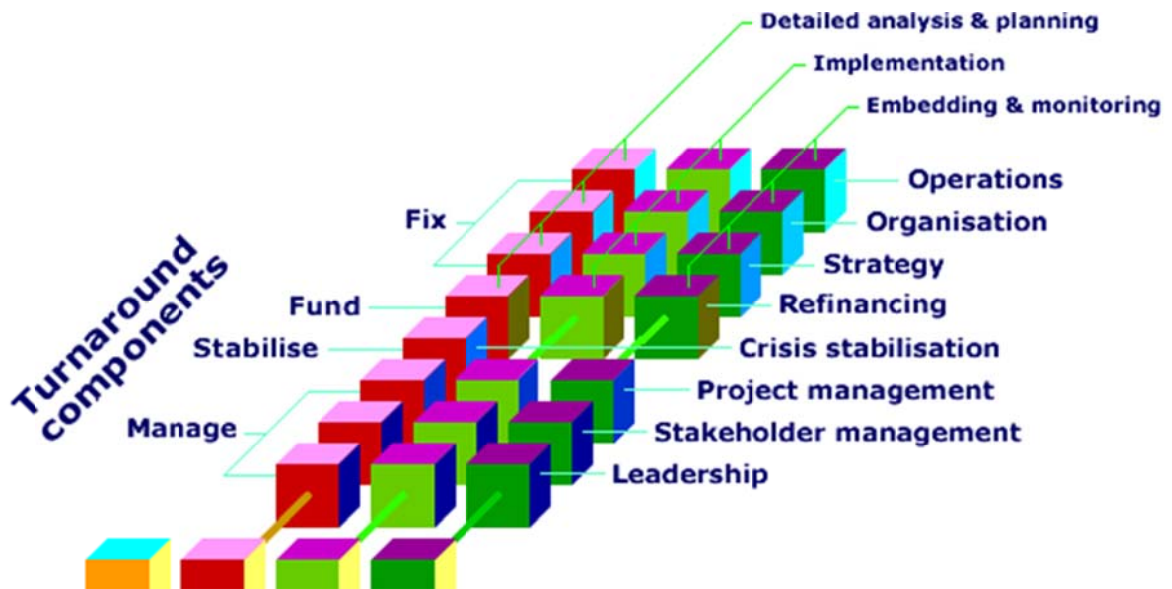 Detailed analysis & planning
Implementation
Embedding & monitoring
Operations
Organisation
Fix
Strategy
Fund
Refinancing
Stabilise
Crisis stabilisation
Project management
Manage
Stakeholder management
Leadership
Turnaround
components